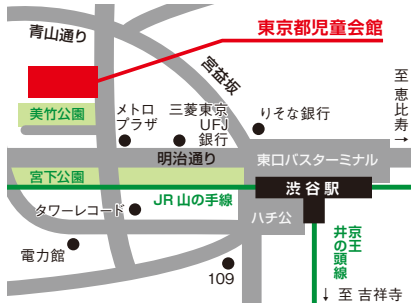 青山通り
東京都児童会館
宮益坂
至
恵
比
寿
→
美竹公園
メトロ
プラザ
三菱東京
UFJ
銀行
りそな銀行
明治通り
東口バスターミナル
宮下公園
渋谷駅
JR山の手線
タワーレコード
ハチ公
京王
井の頭線
電力館
109
↓ 至 吉祥寺